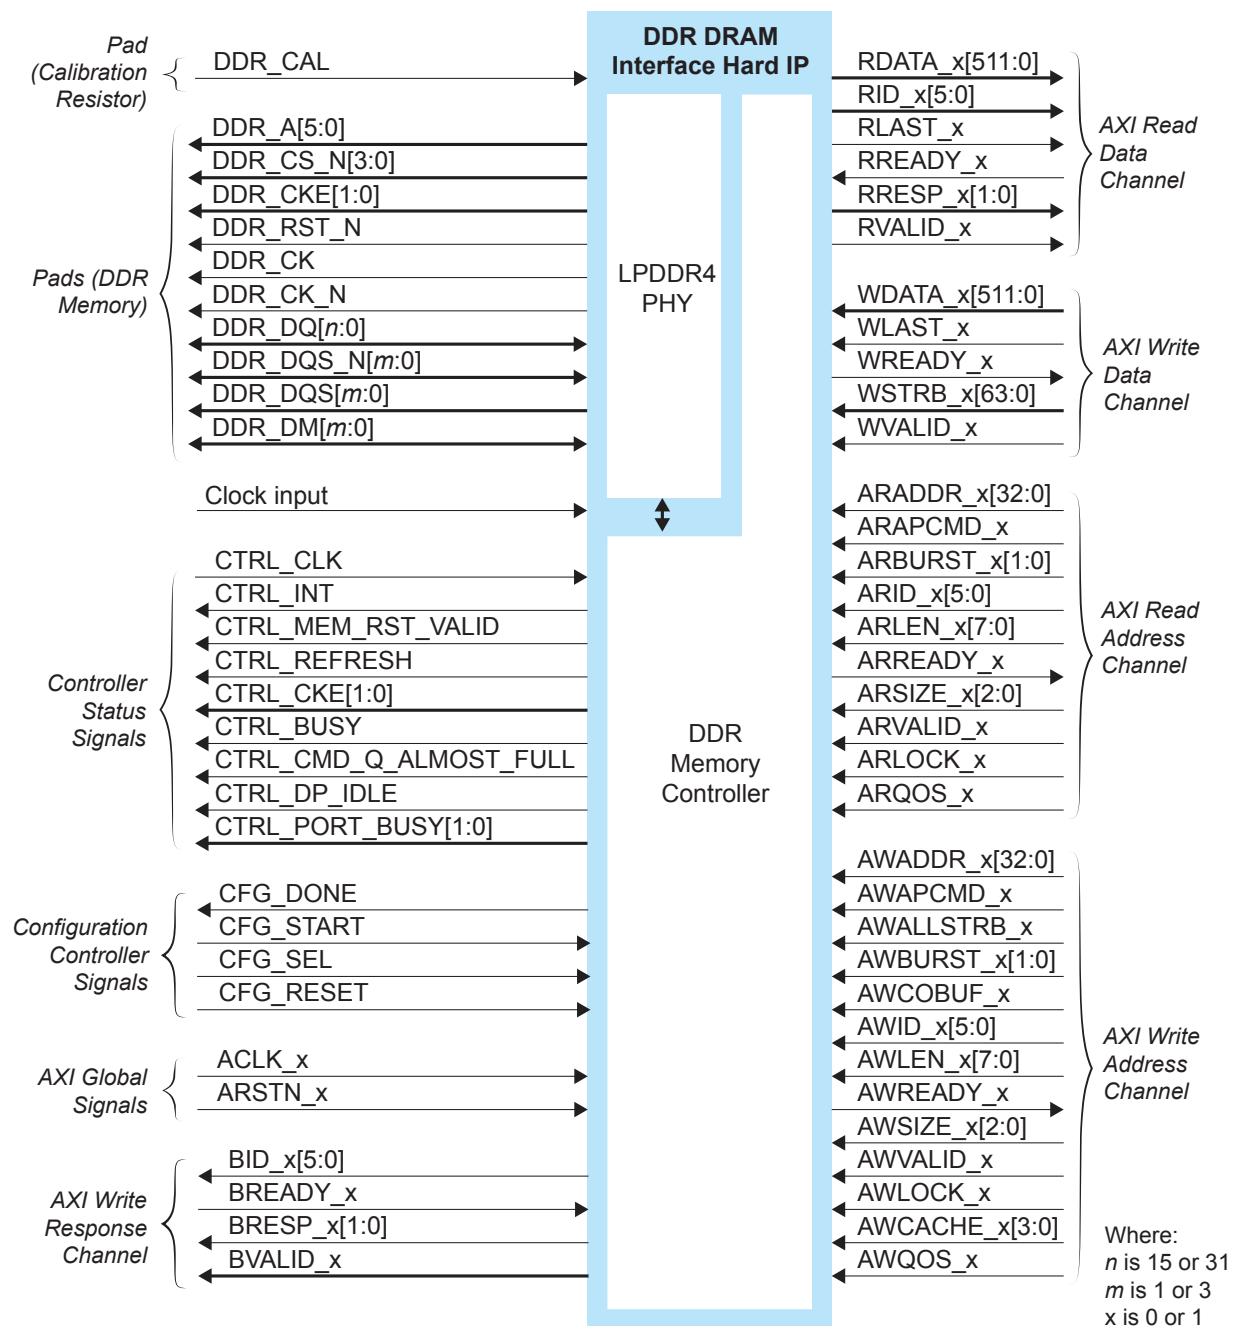 DDR DRAM
Interface Hard IP
LPDDR4
PHY
DDR
Memory
Controller
Pad
(Calibration
Resistor)
DDR_CAL
Pads (DDR
Memory)
DDR_A[5:0]
DDR_CS_N[3:0]
DDR_CKE[1:0]
DDR_RST_N
DDR_CK
DDR_CK_N
DDR_DQ[n:0]
DDR_DQS_N[m:0]
DDR_DQS[m:0]
DDR_DM[m:0]
Clock input
Controller
Status
Signals
CTRL_CLK
CTRL_INT
CTRL_MEM_RST_VALID
CTRL_REFRESH
CTRL_CKE[1:0]
CTRL_BUSY
CTRL_CMD_Q_ALMOST_FULL
CTRL_DP_IDLE
CTRL_PORT_BUSY[1:0]
Configuration
Controller
Signals
CFG_DONE
CFG_START
CFG_SEL
CFG_RESET
AXI Global
Signals
ACLK_x
ARSTN_x
AXI Write
Response
Channel
BID_x[5:0]
BREADY_x
BRESP_x[1:0]
BVALID_x
RDATA_x[511:0]
RID_x[5:0]
RLAST_x
RREADY_x
RRESP_x[1:0]
RVALID_x
AXI Read
Data
Channel
WDATA_x[511:0]
WLAST_x
WREADY_x
WSTRB_x[63:0]
WVALID_x
AXI Write
Data
Channel
ARADDR_x[32:0]
ARAPCMD_x
ARBURST_x[1:0]
ARID_x[5:0]
ARLEN_x[7:0]
ARREADY_x
ARSIZE_x[2:0]
ARVALID_x
ARLOCK_x
ARQOS_x
AXI Read
Address
Channel
AWADDR_x[32:0]
AWAPCMD_x
AWALLSTRB_x
AWBURST_x[1:0]
AWCOBUF_x
AWID_x[5:0]
AWLEN_x[7:0]
AWREADY_x
AWSIZE_x[2:0]
AWVALID_x
AWLOCK_x
AWCACHE_x[3:0]
AWQOS_x
AXI Write
Address
Channel
Where:
n is 15 or 31
m is 1 or 3
x is 0 or 1